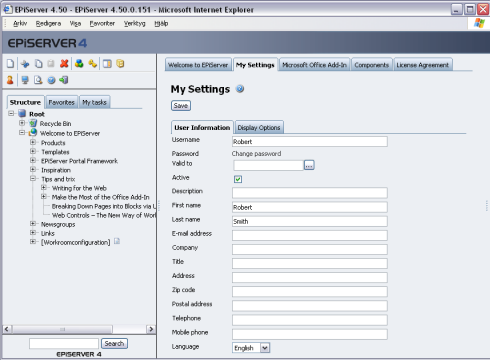 EPiServer 4.50 - EPiServer 4.50.0.151 - Microsoft Internet Explorer
Arkiv Redigera Visa Favoriter Verktyg Hjälp
EPiSERVER 4
Welcome to EPiServer My Settings Microsoft Office Add-In Components License Agreement
Structure Favorites My tasks
Root
Recycle Bin
Welcome to EPiServer
Products
Templates
EPiServer Portal Framework
Inspiration
Tips and trix
Writing for the Web
Make the Most of the Office Add-In
Breaking Down Pages into Blocks via U
Web Controls – The New Way of Worl
Newsgroups
Links
[Workroomconfiguration]
Search
EPiSERVER 4
My Settings
Save
User Information Display Options
Username Robert
Password Change password
Valid to ...
Active
Description
First name Robert
Last name Smith
E-mail address
Company
Title
Address
Zip code
Postal address
Telephone
Mobile phone
Language English